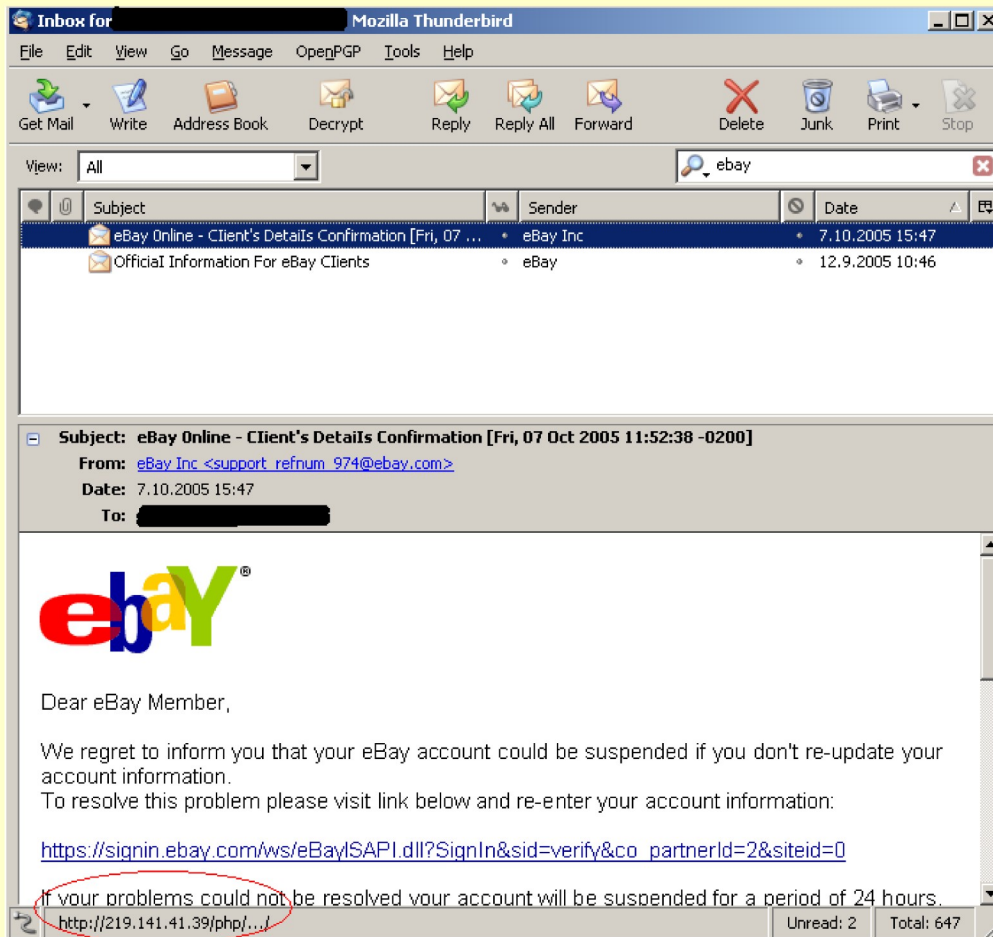 Inbox for Mozilla Thunderbird
File Edit View Go Message OpenPGP Tools Help
Get Mail Write Address Book Decrypt Reply Reply All Forward Delete Junk Print Stop
View: All ebay
Subject Sender Date
eBay 0nline - CIient's DetaiIs Confirmation [Fri, 07 ... eBay Inc 7.10.2005 15:47
OfficiaI Information For eBay CIients eBay 12.9.2005 10:46
Subject: eBay 0nline - CIient's DetaiIs Confirmation [Fri, 07 Oct 2005 11:52:38 -0200]
From: eBay Inc <support_refnum_974@ebay.com>
Date: 7.10.2005 15:47
To:
ebaY®
Dear eBay Member,
We regret to inform you that your eBay account could be suspended if you don't re-update your
account information.
To resolve this problem please visit link below and re-enter your account information:
https://signin.ebay.com/ws/eBayISAPI.dll?SignIn&sid=verify&co_partnerId=2&siteid=0
If your problems could not be resolved your account will be suspended for a period of 24 hours.
http://219.141.41.39/php/.../ Unread: 2 Total: 647